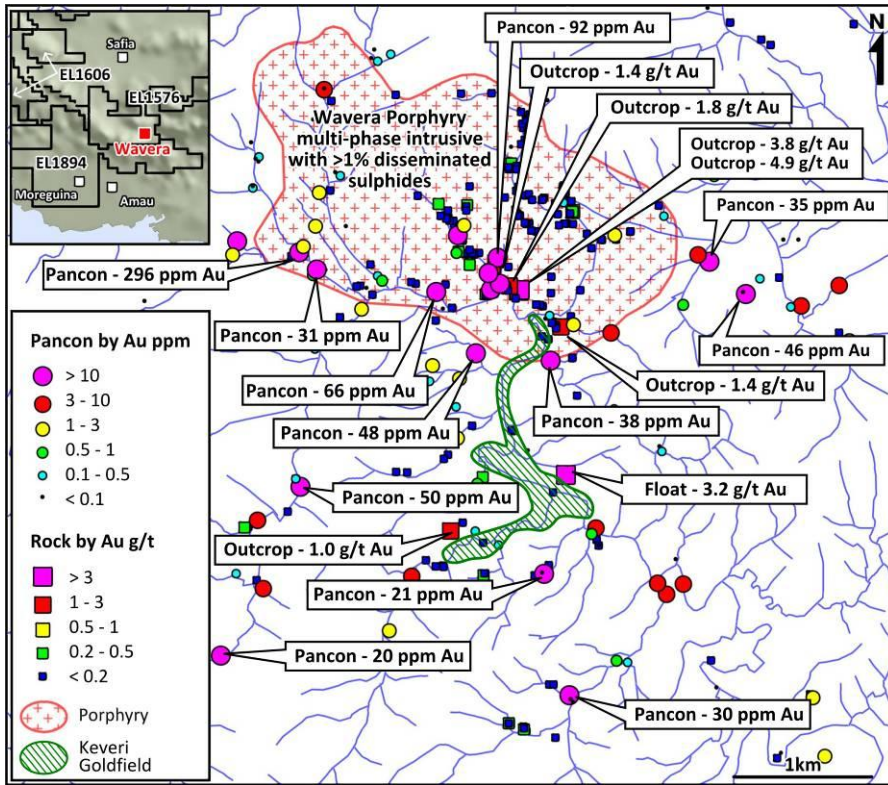 Safia
EL1606
EL1576
Wavera
EL1894
Moreguina
Amau
N
Pancon - 92 ppm Au
Outcrop - 1.4 g/t Au
Outcrop - 1.8 g/t Au
Outcrop - 3.8 g/t Au
Outcrop - 4.9 g/t Au
Wavera Porphyry
multi-phase intrusive
with >1% disseminated
sulphides
Pancon - 35 ppm Au
Pancon - 296 ppm Au
Pancon - 31 ppm Au
Pancon - 46 ppm Au
Pancon - 66 ppm Au
Outcrop - 1.4 g/t Au
Pancon - 38 ppm Au
Pancon - 48 ppm Au
Pancon - 50 ppm Au
Float - 3.2 g/t Au
Outcrop - 1.0 g/t Au
Pancon - 21 ppm Au
Pancon - 20 ppm Au
Pancon - 30 ppm Au
Pancon by Au ppm
> 10
3 - 10
1 - 3
0.5 - 1
0.1 - 0.5
< 0.1
Rock by Au g/t
> 3
1 - 3
0.5 - 1
0.2 - 0.5
< 0.2
Porphyry
Keveri
Goldfield
1km